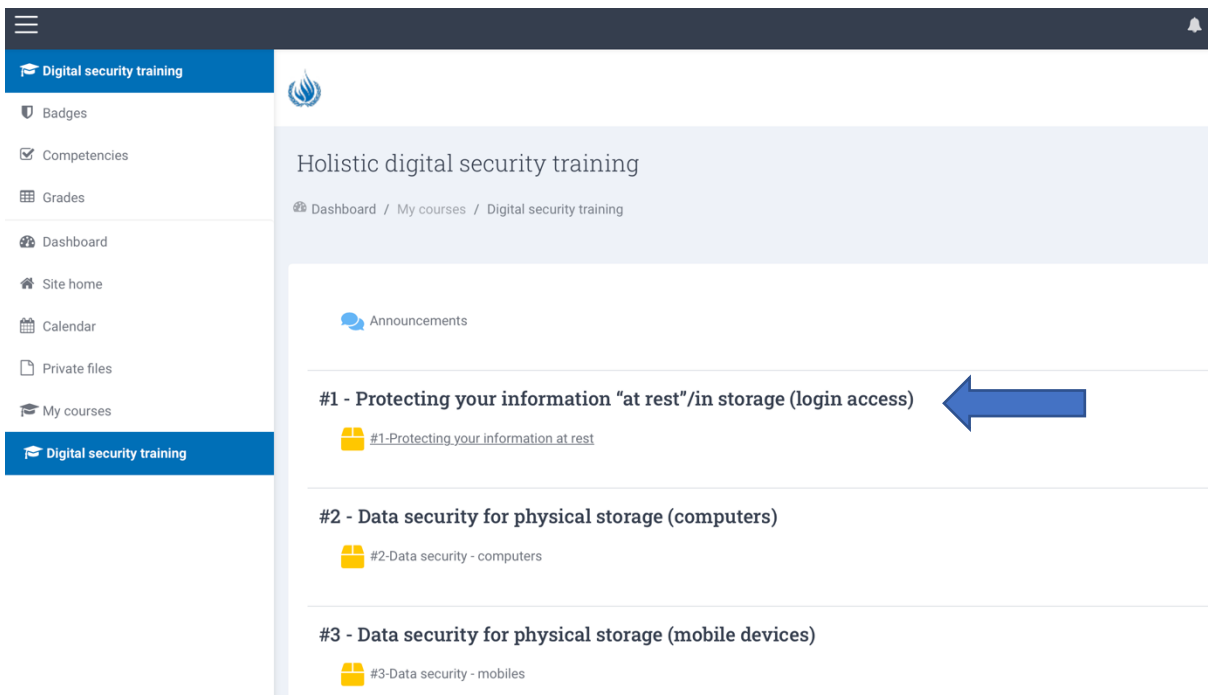 Digital security training
Badges
Competencies
Grades
Dashboard
Site home
Calendar
Private files
My courses
Digital security training
Holistic digital security training
Dashboard / My courses / Digital security training
Announcements
#1 - Protecting your information “at rest”/in storage (login access)
#1-Protecting your information at rest
#2 - Data security for physical storage (computers)
#2-Data security - computers
#3 - Data security for physical storage (mobile devices)
#3-Data security - mobiles